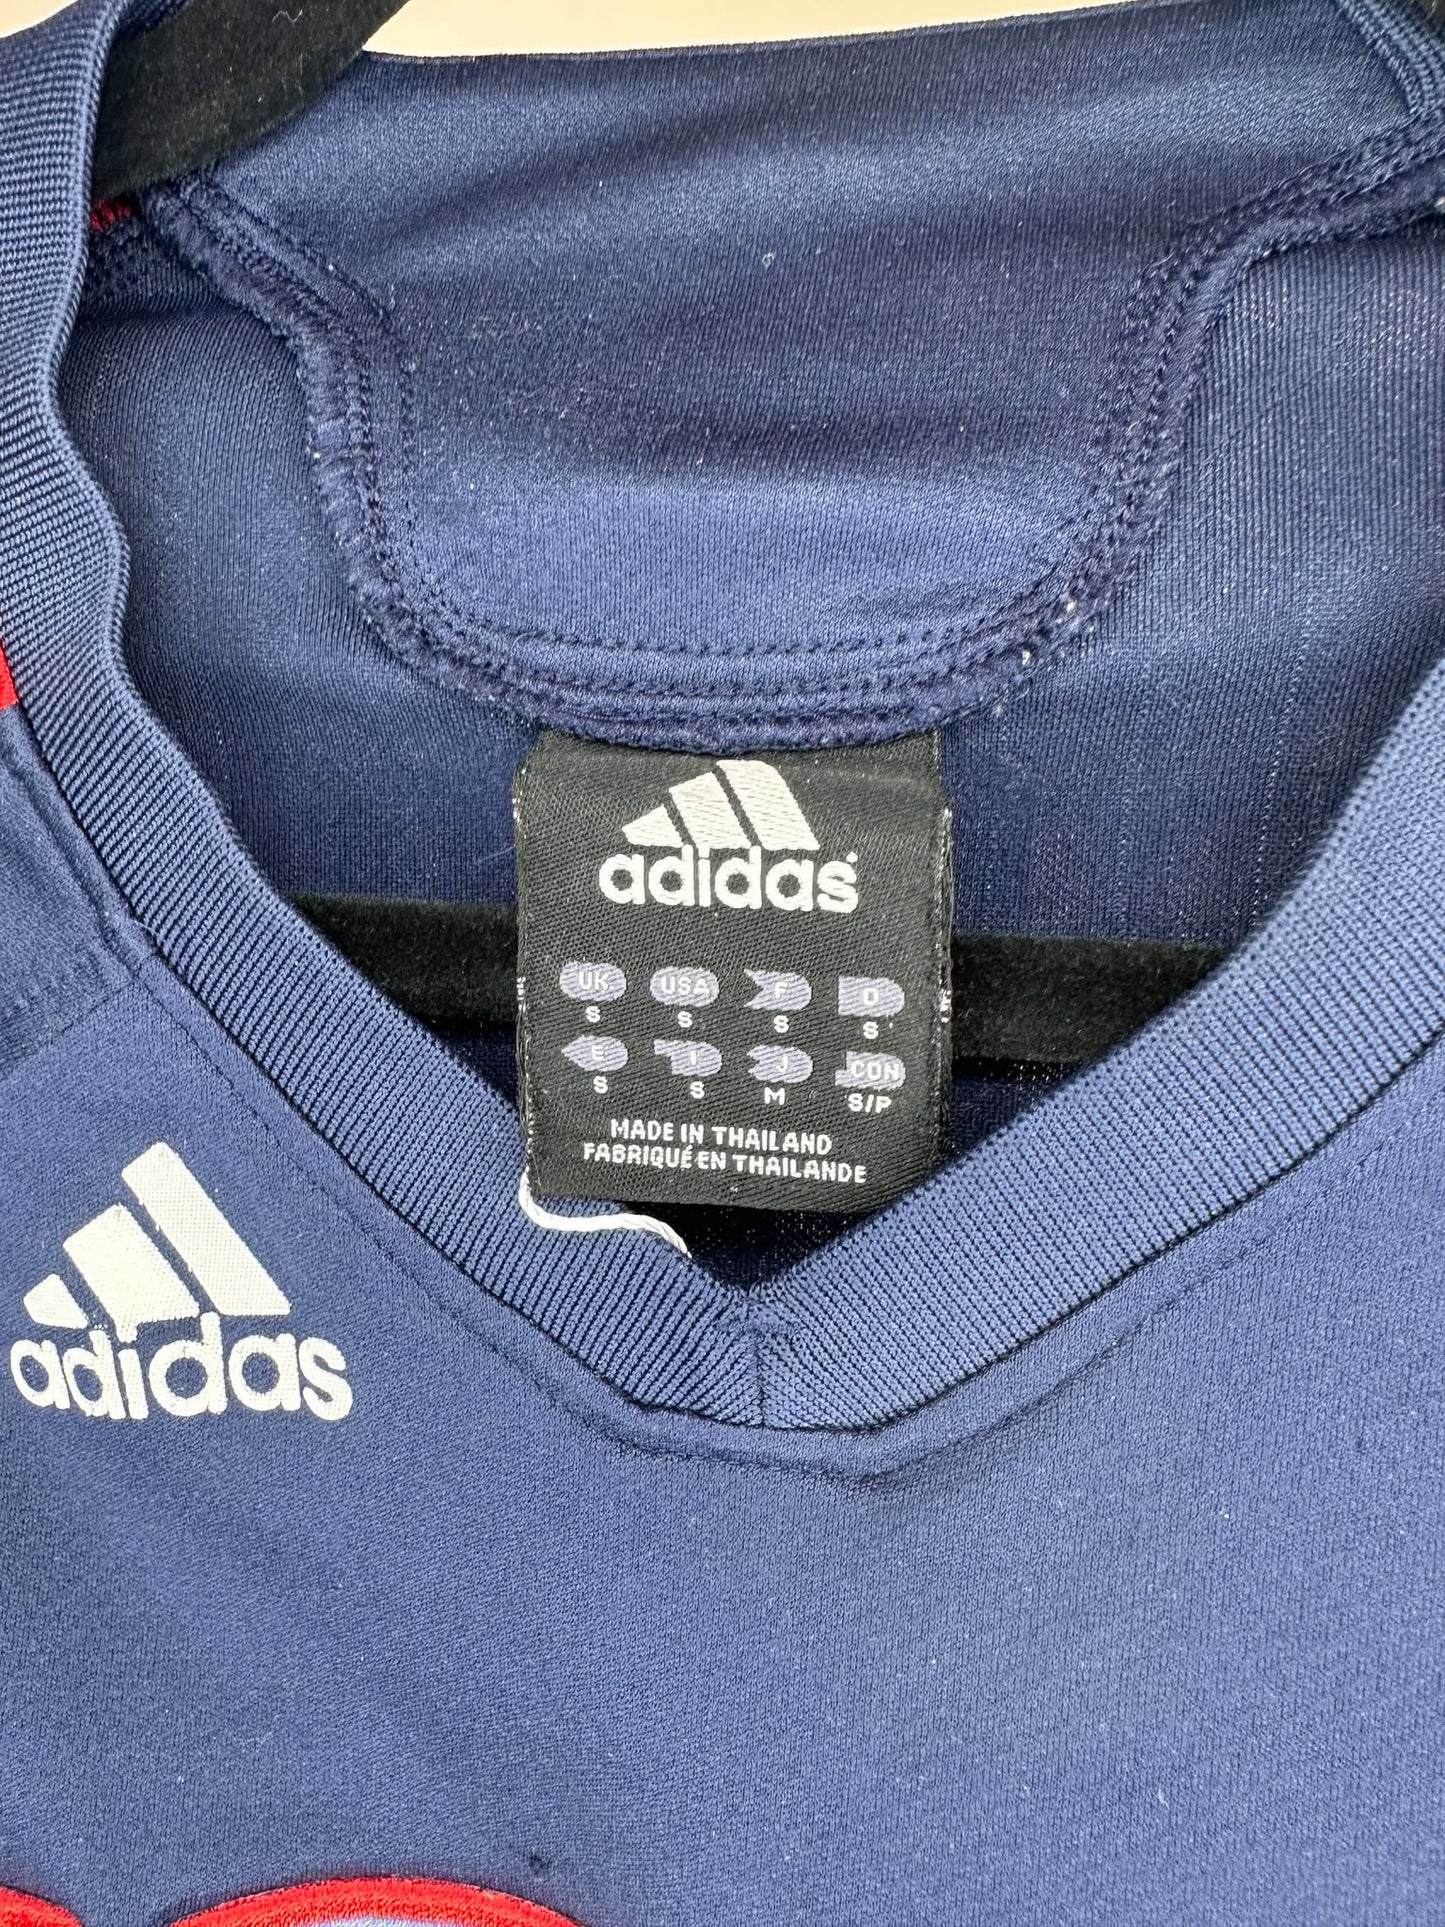 adidas
UK USA F D
S S S S
E I J CON
S S M S/P
MADE IN THAILAND
FABRIQUÉ EN THAILANDE
adidas